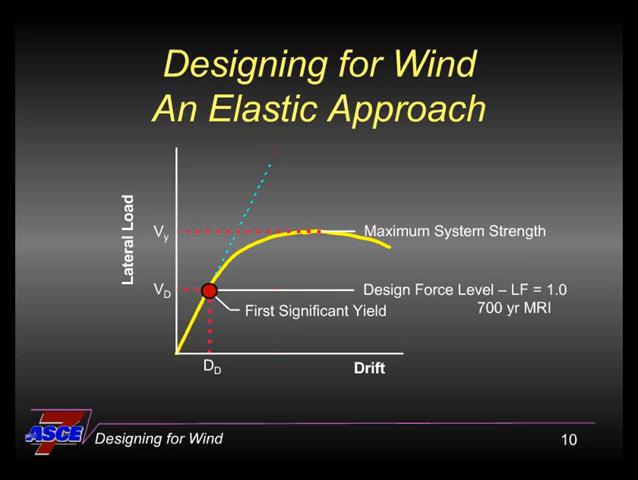 Designing for Wind
An Elastic Approach
Lateral Load
Vy
Maximum System Strength
VD
Design Force Level – LF = 1.0
700 yr MRI
First Significant Yield
DD
Drift
7
ASCE
Designing for Wind
10